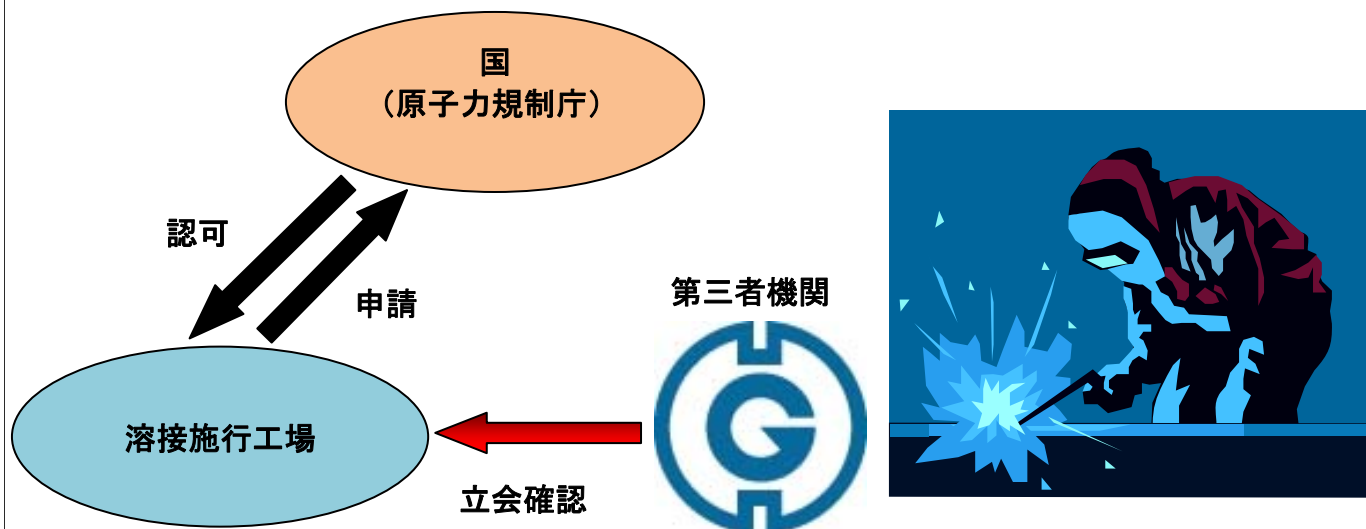 国
（原子力規制庁）
認可
申請
第三者機関
溶接施行工場
立会確認